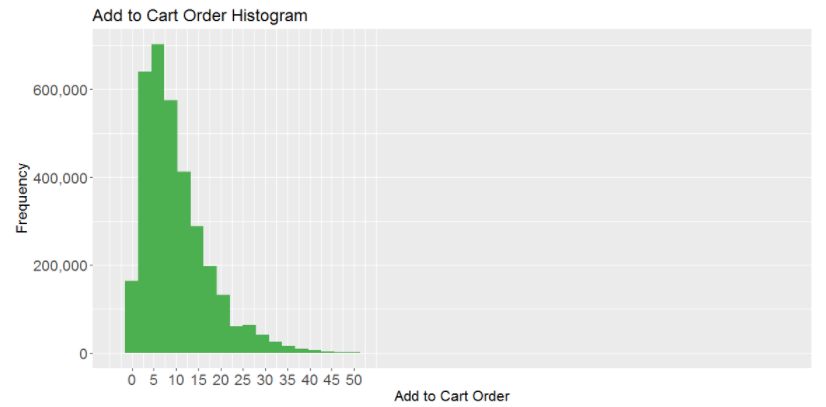 Add to Cart Order Histogram
Frequency
600,000
400,000
200,000
0
0 5 10 15 20 25 30 35 40 45 50
Add to Cart Order